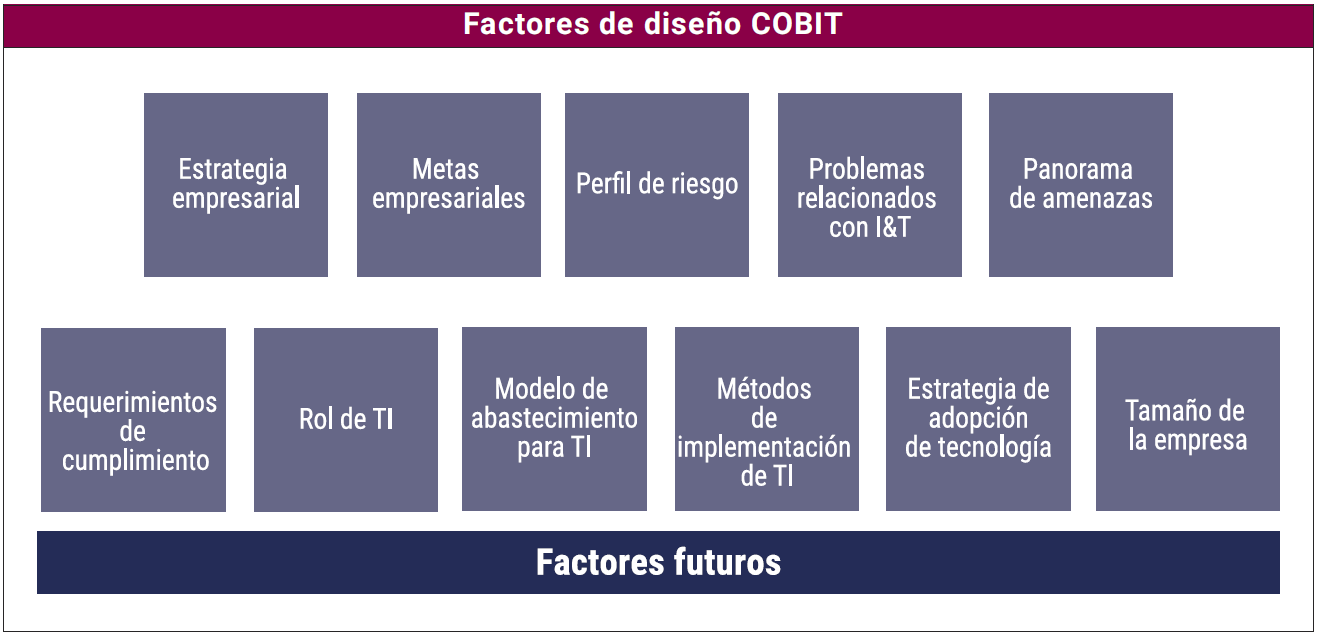 Factores de diseño COBIT
Estrategia
empresarial
Metas
empresariales
Perfil de riesgo
Problemas
relacionados
con I&T
Panorama
de amenazas
Requerimientos
de
cumplimiento
Rol de TI
Modelo de
abastecimiento
para TI
Métodos
de
implementación
de TI
Estrategia de
adopción
de tecnología
Tamaño de
la empresa
Factores futuros